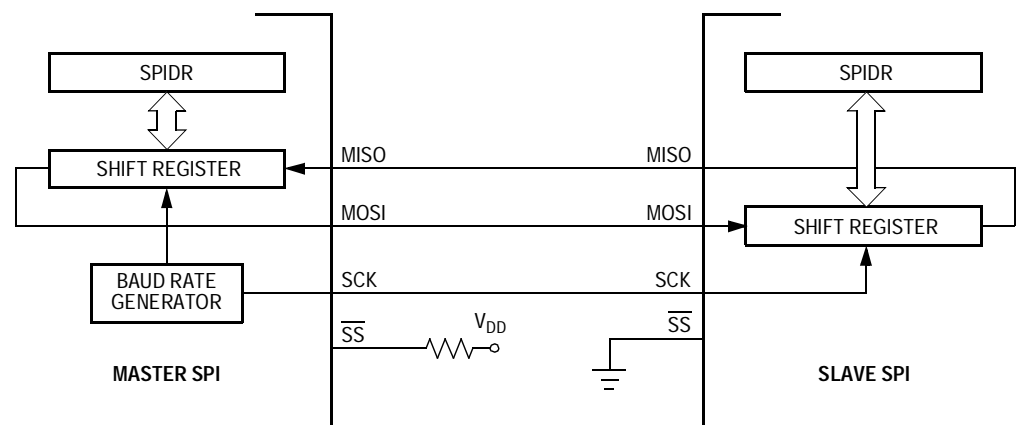 SPIDR
SPIDR
SHIFT REGISTER
MISO
MISO
MOSI
MOSI
SHIFT REGISTER
BAUD RATE
GENERATOR
SCK
SCK
SS
VDD
SS
MASTER SPI
SLAVE SPI